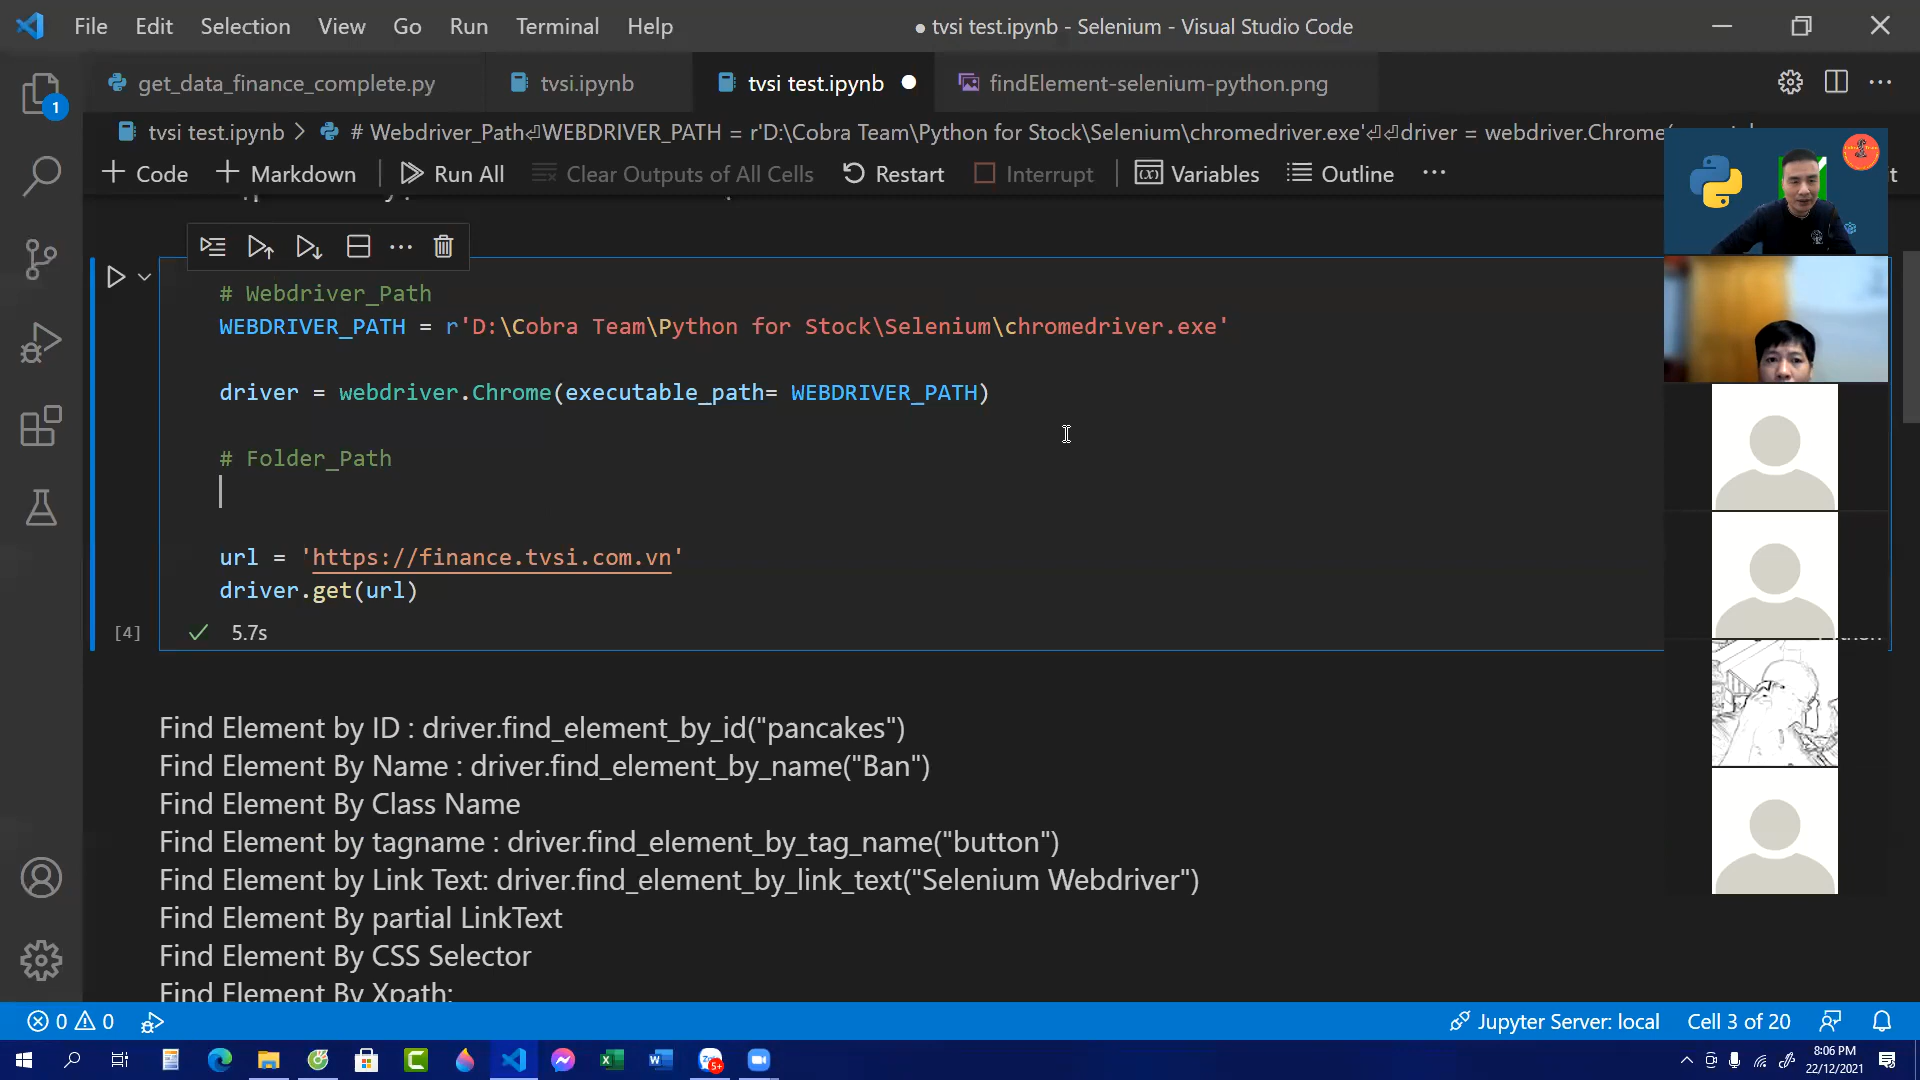 File Edit Selection View Go Run Terminal Help
● tvsi test.ipynb - Selenium - Visual Studio Code
get_data_finance_complete.py
tvsi.ipynb
tvsi test.ipynb
findElement-selenium-python.png
1
tvsi test.ipynb > # Webdriver_Path⏎WEBDRIVER_PATH = r'D:\Cobra Team\Python for Stock\Selenium\chromedriver.exe'⏎⏎driver = webdriver.Chrome(
+ Code + Markdown Run All Clear Outputs of All Cells Restart Interrupt Variables Outline ...
# Webdriver_Path
WEBDRIVER_PATH = r'D:\Cobra Team\Python for Stock\Selenium\chromedriver.exe'
driver = webdriver.Chrome(executable_path= WEBDRIVER_PATH)
# Folder_Path
url = 'https://finance.tvsi.com.vn'
driver.get(url)
[4] 5.7s
Find Element by ID : driver.find_element_by_id("pancakes")
Find Element By Name : driver.find_element_by_name("Ban")
Find Element By Class Name
Find Element by tagname : driver.find_element_by_tag_name("button")
Find Element by Link Text: driver.find_element_by_link_text("Selenium Webdriver")
Find Element By partial LinkText
Find Element By CSS Selector
Find Element By Xpath:
0 0
Jupyter Server: local Cell 3 of 20
5+
8:06 PM
22/12/2021